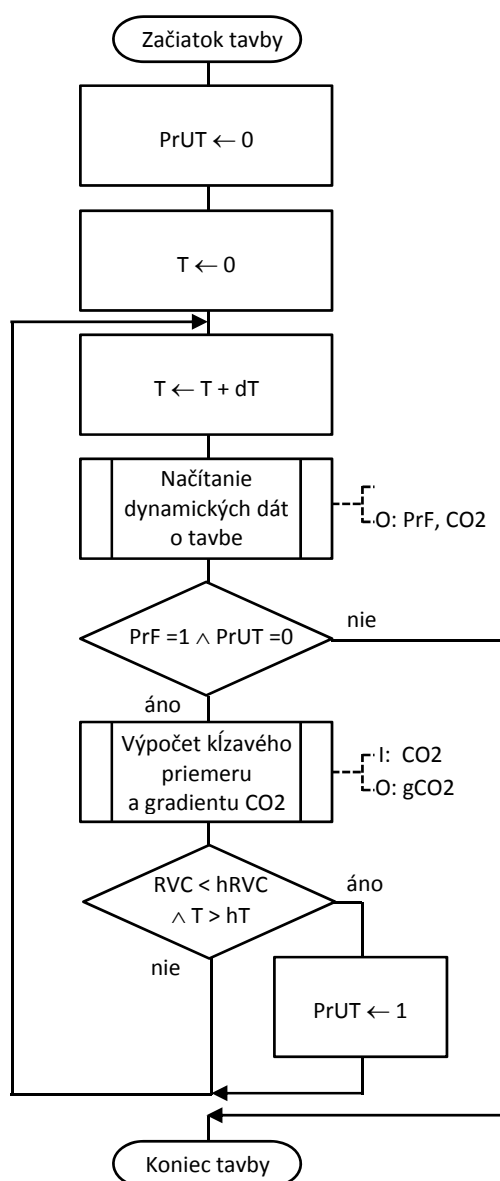 Začiatok tavby
PrUT ← 0
T ← 0
T ← T + dT
Načítanie
dynamických dát
o tavbe
O: PrF, CO2
PrF =1 ∧ PrUT =0
nie
áno
Výpočet kĺzavého
priemeru
a gradientu CO2
I: CO2
O: gCO2
RVC < hRVC
∧ T > hT
áno
nie
PrUT ← 1
Koniec tavby